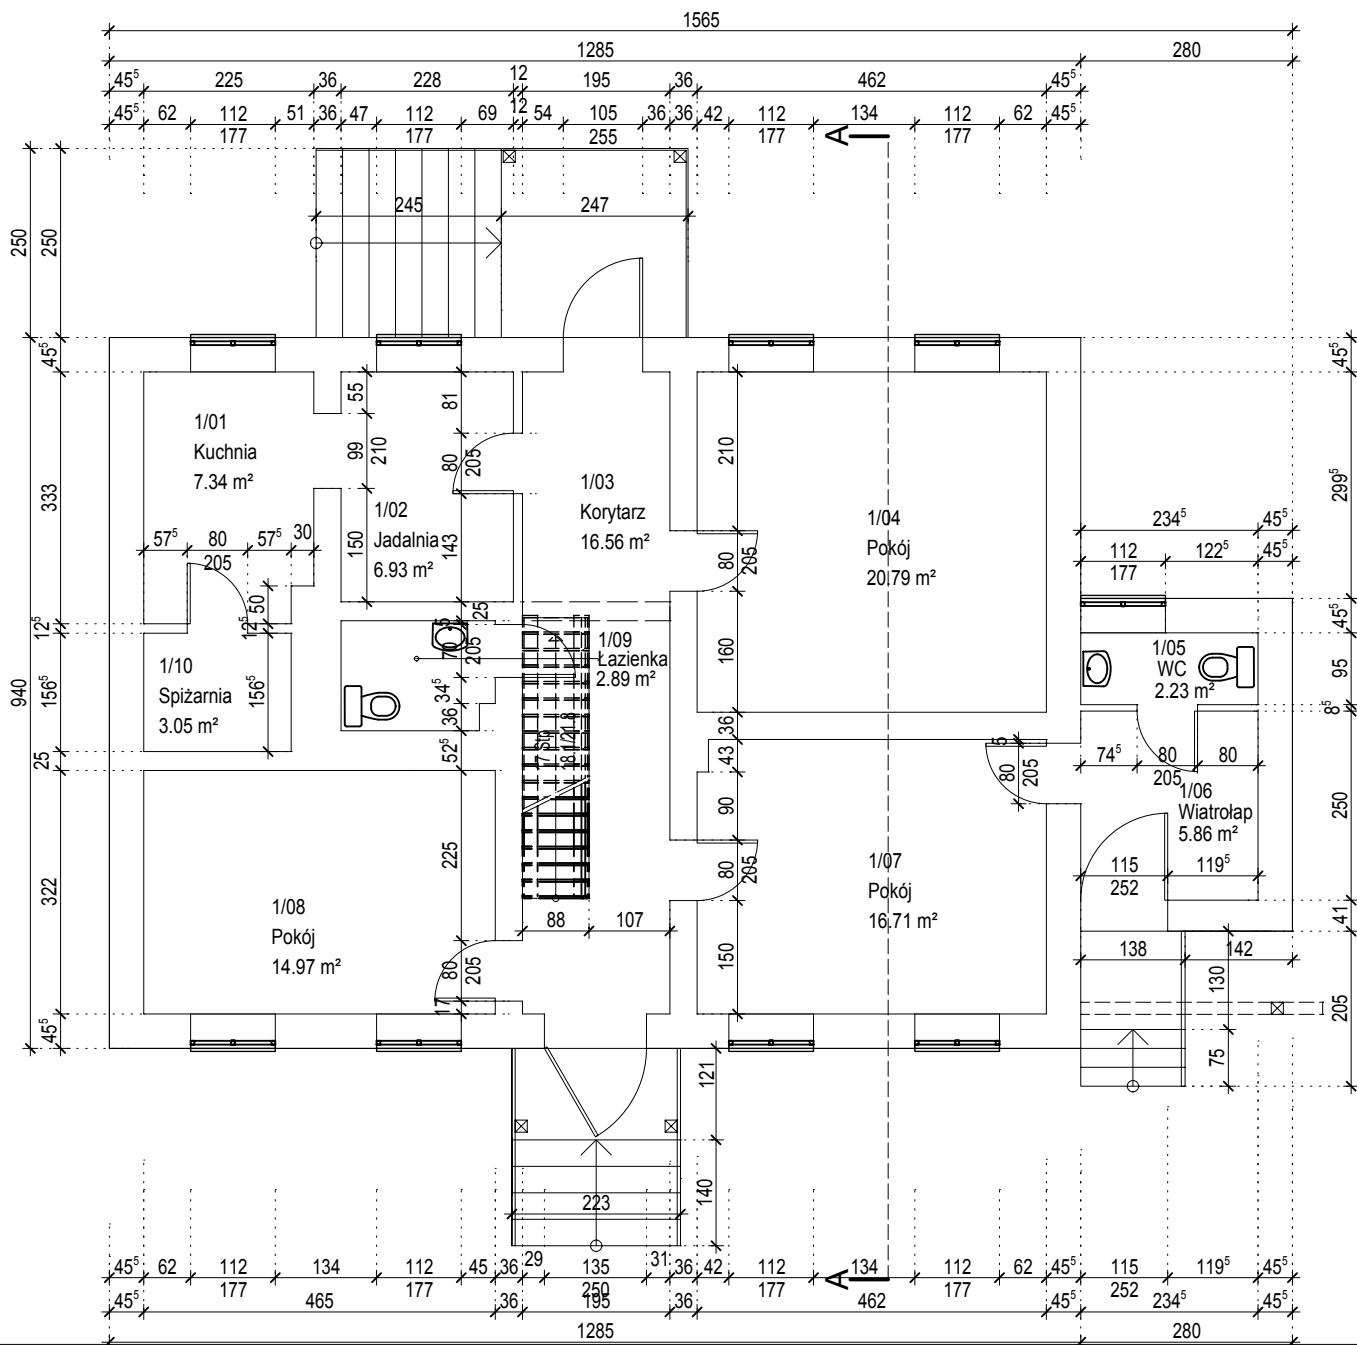 1565
1285 280
45⁵ 225 36 228 12 195 36 462 45⁵
45⁵ 62 112 51 36 47 112 69 12 54 105 36 36 42 112 134 112 62 45⁵
177 177 255 177 177
A
245 247
250 250
45⁵ 45⁵
55 81
1/01
Kuchnia
7.34 m²
99 210 80 205 210
1/03
Korytarz
16.56 m²
333 299⁵
1/02
Jadalnia
6.93 m²
150 143
1/04
Pokój
20.79 m²
57⁵ 80 57⁵ 30
205
80 205
234⁵ 45⁵
112 122⁵ 45⁵
177
50 25
12⁵ 12⁵ 5 45⁵
70 205
1/09
Łazienka
2.89 m²
1/05
WC
2.23 m²
95
1/10
Spiżarnia
3.05 m²
940 156⁵ 156⁵ 34⁵ 160
36 36 8⁵
25 52⁵ 43 5
80 205
74⁵ 80 80
205
1/06
Wiatrołap
5.86 m²
250
90
225
80 205
1/07
Pokój
16.71 m²
115 119⁵
252
322
1/08
Pokój
14.97 m²
88 107
41
138 142
80 205 150 130
17 205
45⁵
121 75
140
223
29 31
45⁵ 62 112 134 112 45 36 135 36 42 112 134 112 62 45⁵ 115 119⁵ 45⁵
177 177 250 177 177 252
A
45⁵ 465 36 195 36 462 45⁵ 234⁵ 45⁵
1285 280